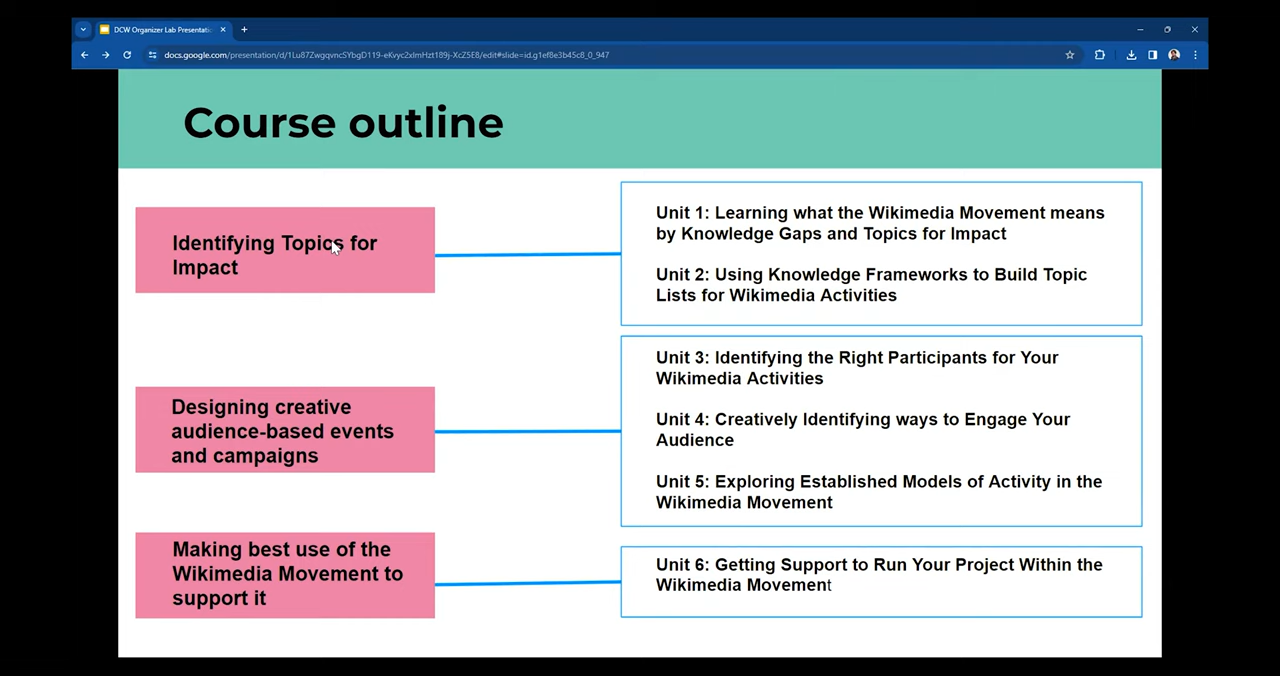 DCW Organizer Lab Presentatio
docs.google.com/presentation/d/1Lu87ZwgqvncSYbgD119-eKvyc2xlmHzt189j-XcZ5E8/edit#slide=id.g1ef8e3b45c8_0_947
Course outline
Identifying Topics for
Impact
Unit 1: Learning what the Wikimedia Movement means
by Knowledge Gaps and Topics for Impact
Unit 2: Using Knowledge Frameworks to Build Topic
Lists for Wikimedia Activities
Designing creative
audience-based events
and campaigns
Unit 3: Identifying the Right Participants for Your
Wikimedia Activities
Unit 4: Creatively Identifying ways to Engage Your
Audience
Unit 5: Exploring Established Models of Activity in the
Wikimedia Movement
Making best use of the
Wikimedia Movement to
support it
Unit 6: Getting Support to Run Your Project Within the
Wikimedia Movement